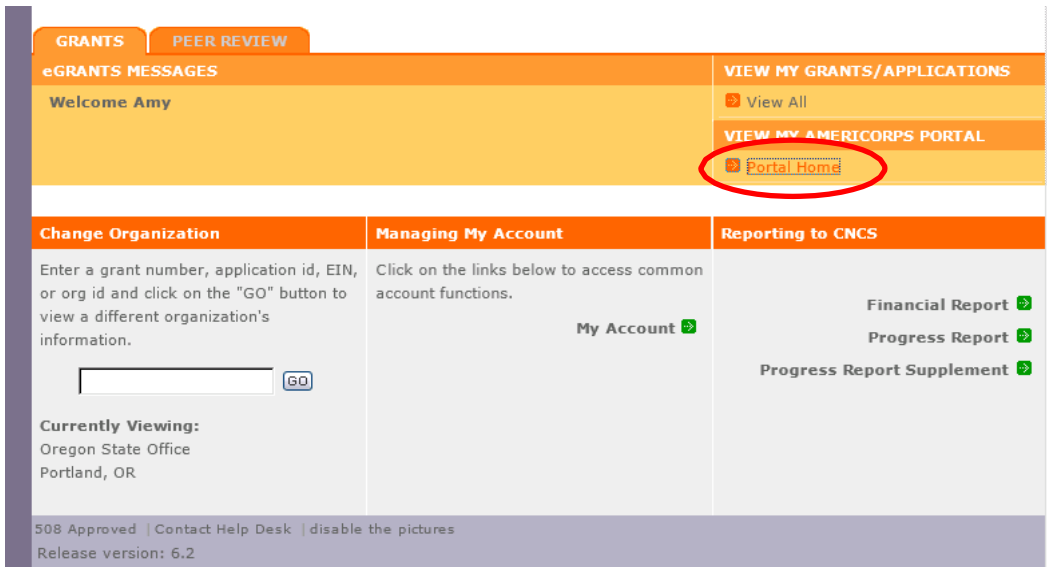 GRANTS PEER REVIEW
eGRANTS MESSAGES
Welcome Amy
VIEW MY GRANTS/APPLICATIONS
View All
VIEW MY AMERICORPS PORTAL
Portal Home
Change Organization
Enter a grant number, application id, EIN,
or org id and click on the "GO" button to
view a different organization's
information.
GO
Currently Viewing:
Oregon State Office
Portland, OR
Managing My Account
Click on the links below to access common
account functions.
My Account
Reporting to CNCS
Financial Report
Progress Report
Progress Report Supplement
508 Approved | Contact Help Desk | disable the pictures
Release version: 6.2